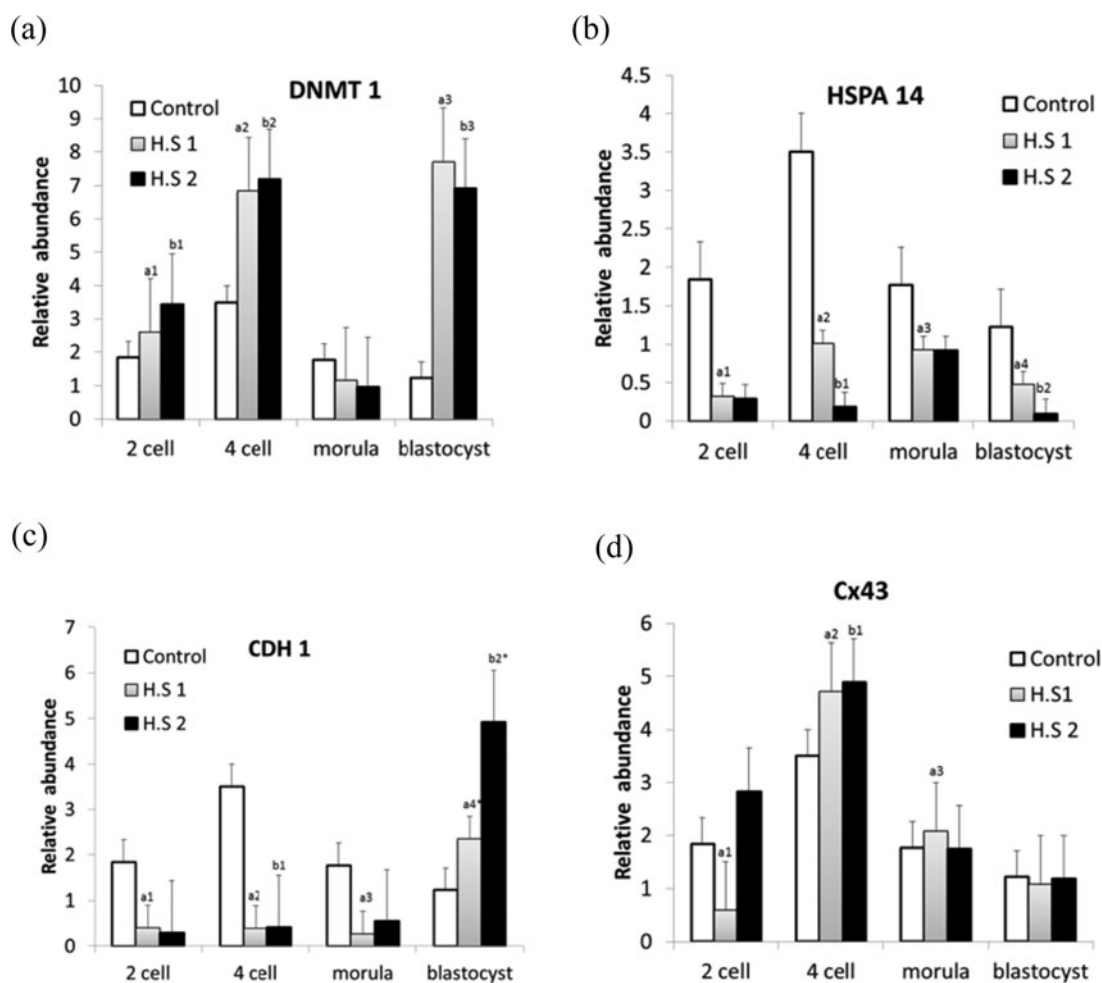 (a)
DNMT 1
Relative abundance
10
9
8
7
6
5
4
3
2
1
0
Control
H.S 1
H.S 2
a1
b1
a2
b2
a3
b3
2 cell
4 cell
morula
blastocyst
(b)
HSPA 14
Relative abundance
4.5
4
3.5
3
2.5
2
1.5
1
0.5
0
Control
H.S 1
H.S 2
a1
a2
b1
a3
a4
b2
2 cell
4 cell
morula
blastocyst
(c)
CDH 1
Relative abundance
7
6
5
4
3
2
1
0
Control
H.S 1
H.S 2
a1
a2
b1
a3
a4*
b2*
2 cell
4 cell
morula
blastocyst
(d)
Cx43
Relative abundance
6
5
4
3
2
1
0
Control
H.S1
H.S 2
a1
a2
b1
a3
2 cell
4 cell
morula
blastocyst